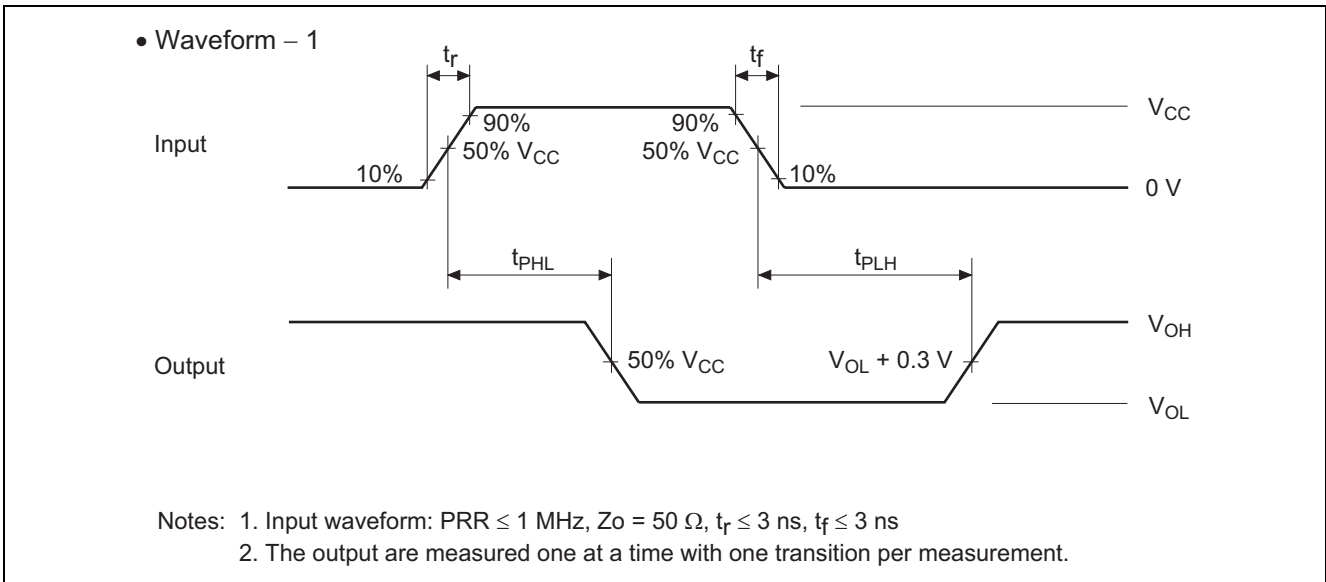 • Waveform – 1
tr
tf
VCC
90%
90%
Input
50% VCC
50% VCC
10%
10%
0 V
tPHL
tPLH
VOH
Output
50% VCC
VOL + 0.3 V
VOL
Notes: 1. Input waveform: PRR ≤ 1 MHz, Zo = 50 Ω, tr ≤ 3 ns, tf ≤ 3 ns
2. The output are measured one at a time with one transition per measurement.